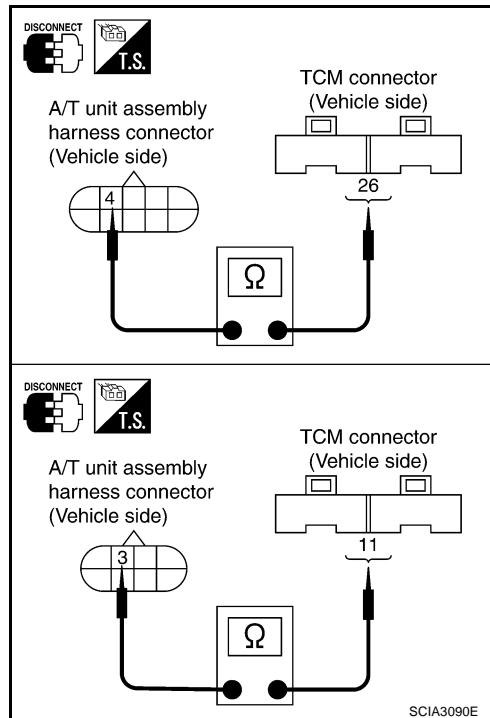 DISCONNECT
T.S.
A/T unit assembly
harness connector
(Vehicle side)
TCM connector
(Vehicle side)
4
26
Ω
DISCONNECT
T.S.
A/T unit assembly
harness connector
(Vehicle side)
TCM connector
(Vehicle side)
3
11
Ω
SCIA3090E